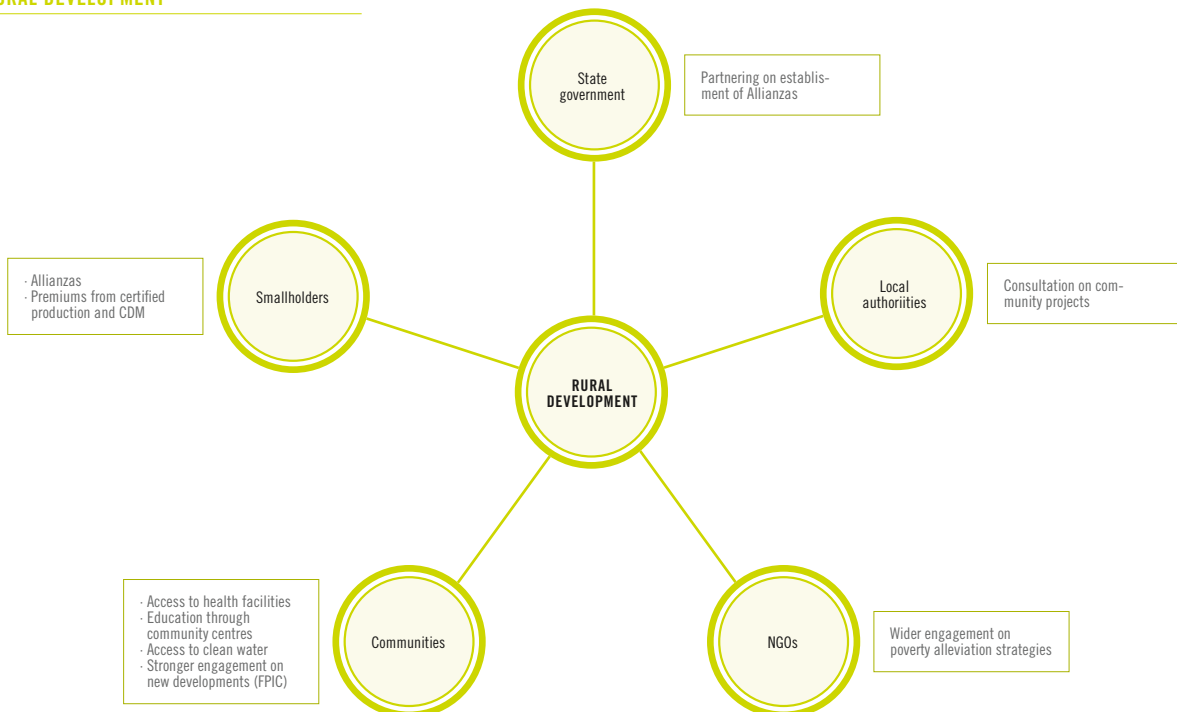 RURAL DEVELOPMENT
State
government
Partnering on establis-
ment of Allianzas
· Allianzas
· Premiums from certified
production and CDM
Smallholders
Local
authoriities
Consultation on com-
munity projects
RURAL
DEVELOPMENT
· Access to health facilities
· Education through
community centres
· Access to clean water
· Stronger engagement on
new developments (FPIC)
Communities
NGOs
Wider engagement on
poverty alleviation strategies